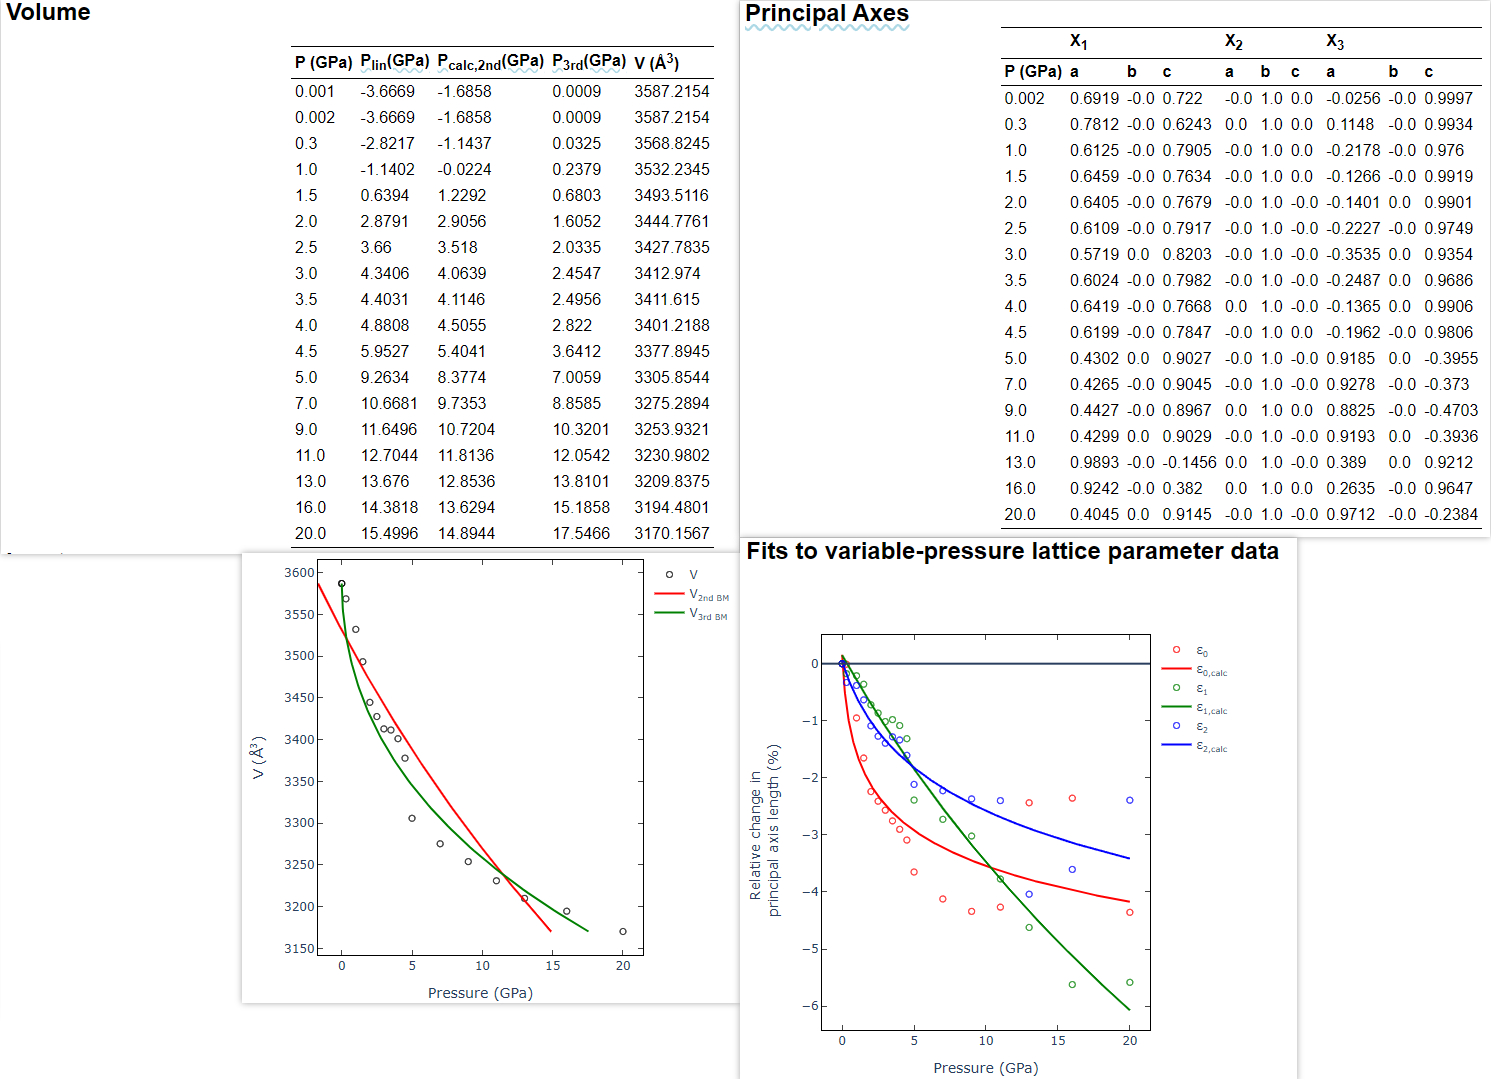 Volume
P (GPa) Plin(GPa) Pcalc,2nd(GPa) P3rd(GPa) V (Å³)
0.001 -3.6669 -1.6858 0.0009 3587.2154
0.002 -3.6669 -1.6858 0.0009 3587.2154
0.3 -2.8217 -1.1437 0.0325 3568.8245
1.0 -1.1402 -0.0224 0.2379 3532.2345
1.5 0.6394 1.2292 0.6803 3493.5116
2.0 2.8791 2.9056 1.6052 3444.7761
2.5 3.66 3.518 2.0335 3427.7835
3.0 4.3406 4.0639 2.4547 3412.974
3.5 4.4031 4.1146 2.4956 3411.615
4.0 4.8808 4.5055 2.822 3401.2188
4.5 5.9527 5.4041 3.6412 3377.8945
5.0 9.2634 8.3774 7.0059 3305.8544
7.0 10.6681 9.7353 8.8585 3275.2894
9.0 11.6496 10.7204 10.3201 3253.9321
11.0 12.7044 11.8136 12.0542 3230.9802
13.0 13.676 12.8536 13.8101 3209.8375
16.0 14.3818 13.6294 15.1858 3194.4801
20.0 15.4996 14.8944 17.5466 3170.1567
Principal Axes
X₁ X₂ X₃
P (GPa) a b c a b c a b c
0.002 0.6919 -0.0 0.722 -0.0 1.0 0.0 -0.0256 -0.0 0.9997
0.3 0.7812 -0.0 0.6243 0.0 1.0 0.0 0.1148 -0.0 0.9934
1.0 0.6125 -0.0 0.7905 -0.0 1.0 0.0 -0.2178 -0.0 0.976
1.5 0.6459 -0.0 0.7634 -0.0 1.0 0.0 -0.1266 -0.0 0.9919
2.0 0.6405 -0.0 0.7679 -0.0 1.0 -0.0 -0.1401 0.0 0.9901
2.5 0.6109 -0.0 0.7917 -0.0 1.0 -0.0 -0.2227 -0.0 0.9749
3.0 0.5719 0.0 0.8203 -0.0 1.0 -0.0 -0.3535 0.0 0.9354
3.5 0.6024 -0.0 0.7982 -0.0 1.0 -0.0 -0.2487 0.0 0.9686
4.0 0.6419 -0.0 0.7668 0.0 1.0 -0.0 -0.1365 0.0 0.9906
4.5 0.6199 -0.0 0.7847 -0.0 1.0 0.0 -0.1962 -0.0 0.9806
5.0 0.4302 0.0 0.9027 -0.0 1.0 -0.0 0.9185 0.0 -0.3955
7.0 0.4265 -0.0 0.9045 -0.0 1.0 -0.0 0.9278 -0.0 -0.373
9.0 0.4427 -0.0 0.8967 0.0 1.0 0.0 0.8825 -0.0 -0.4703
11.0 0.4299 0.0 0.9029 -0.0 1.0 -0.0 0.9193 0.0 -0.3936
13.0 0.9893 -0.0 -0.1456 0.0 1.0 -0.0 0.389 0.0 0.9212
16.0 0.9242 -0.0 0.382 0.0 1.0 0.0 0.2635 -0.0 0.9647
20.0 0.4045 0.0 0.9145 -0.0 1.0 -0.0 0.9712 -0.0 -0.2384
3600
3550
3500
3450
3400
3350
3300
3250
3200
3150
V (Å³)
0 5 10 15 20
Pressure (GPa)
V
V2nd BM
V3rd BM
Fits to variable-pressure lattice parameter data
0
−1
−2
−3
−4
−5
−6
Relative change in
principal axis length (%)
0 5 10 15 20
Pressure (GPa)
ε₀
ε0,calc
ε₁
ε1,calc
ε₂
ε2,calc